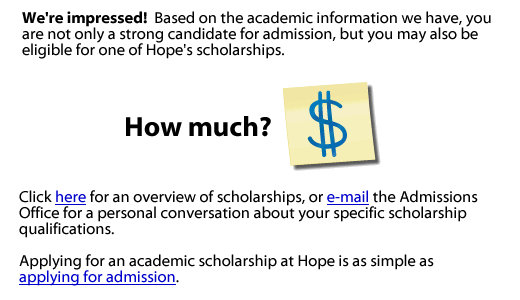 We're impressed! Based on the academic information we have, you
are not only a strong candidate for admission, but you may also be
eligible for one of Hope's scholarships.
How much?
$
Click here for an overview of scholarships, or e-mail the Admissions
Office for a personal conversation about your specific scholarship
qualifications.
Applying for an academic scholarship at Hope is as simple as
applying for admission.